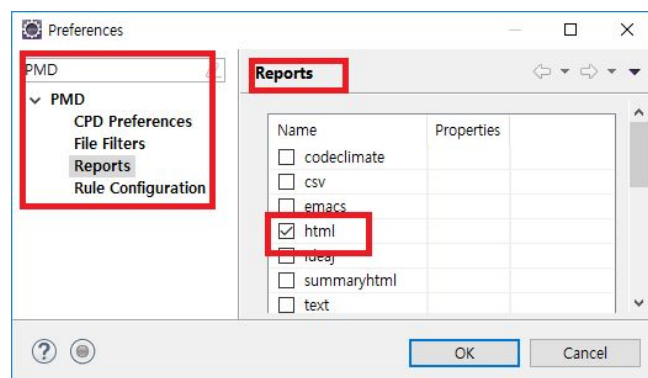 Preferences
PMD
PMD
CPD Preferences
File Filters
Reports
Rule Configuration
Reports
Name Properties
codeclimate
csv
emacs
html
ideaj
summaryhtml
text
OK Cancel